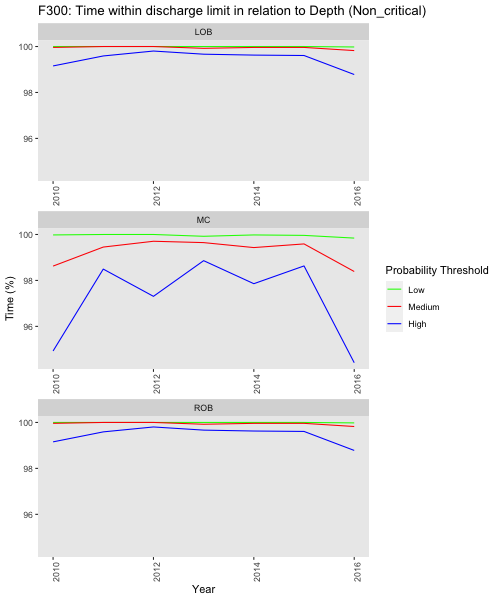 F300: Time within discharge limit in relation to Depth (Non_critical)
LOB
100
98
96
2010
2012
2014
2016
MC
100
98
96
2010
2012
2014
2016
ROB
100
98
96
2010
2012
2014
2016
Time (%)
Year
Probability Threshold
Low
Medium
High